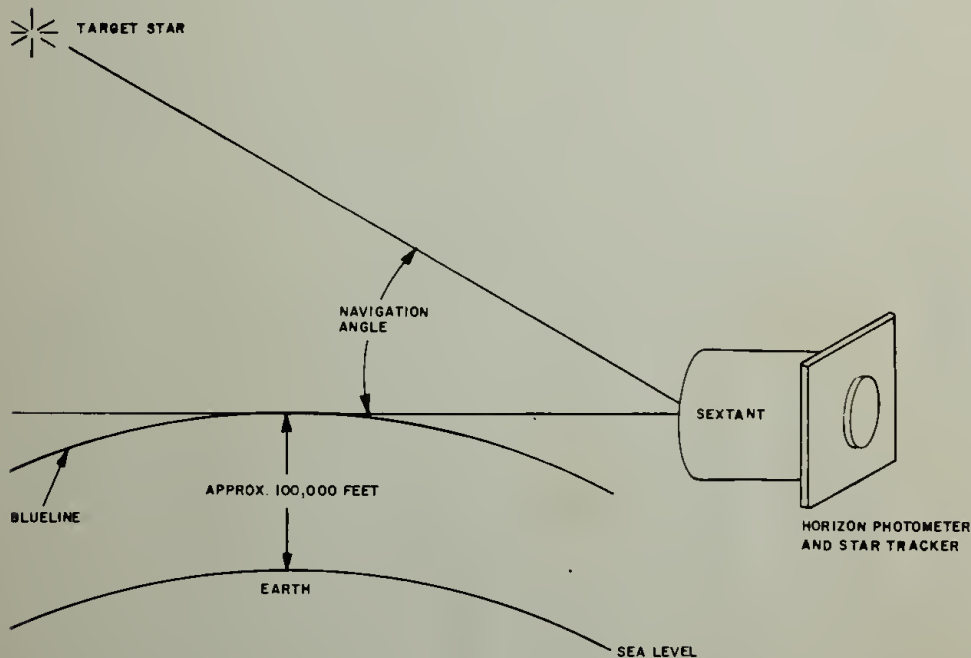 TARGET STAR
NAVIGATION
ANGLE
SEXTANT
APPROX. 100,000 FEET
BLUELINE
HORIZON PHOTOMETER
AND STAR TRACKER
EARTH
SEA LEVEL